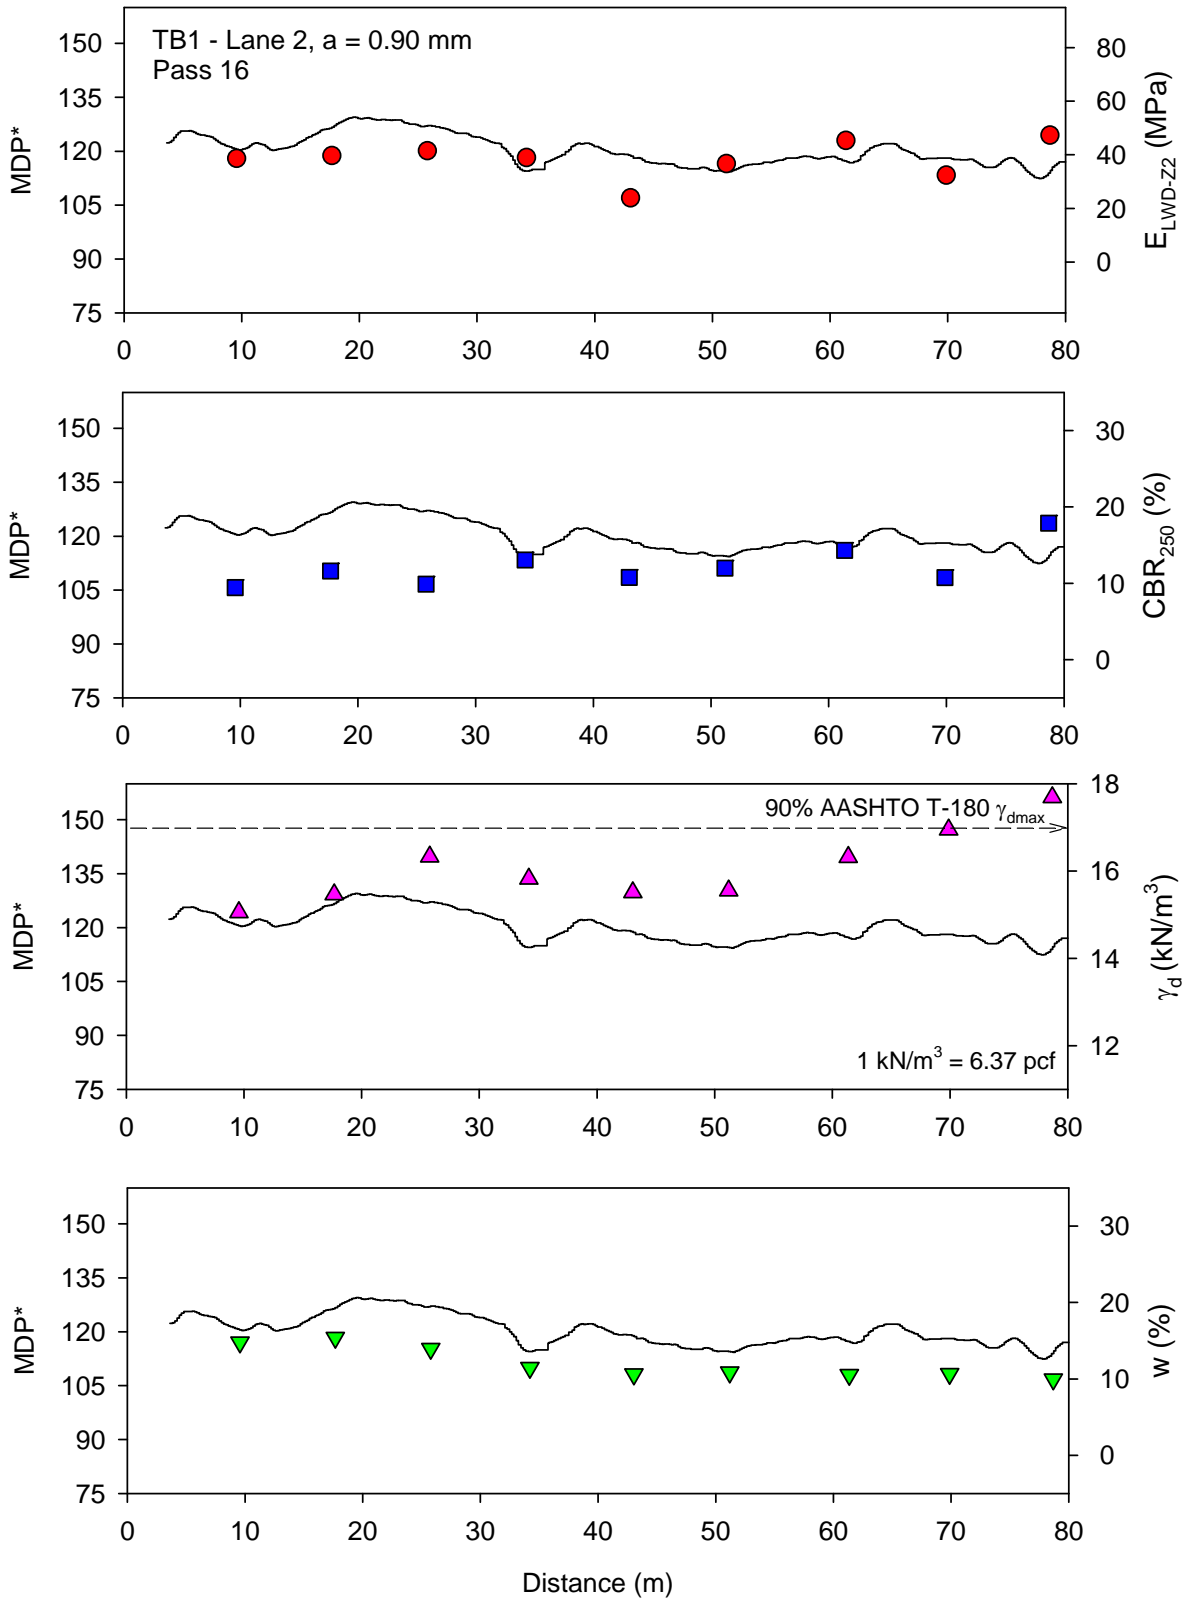 TB1 - Lane 2, a = 0.90 mm
Pass 16
150
135
120
105
90
75
MDP*
80
60
40
20
0
E_LWD-Z2 (MPa)
0 10 20 30 40 50 60 70 80
150
135
120
105
90
75
MDP*
30
20
10
0
CBR_250 (%)
0 10 20 30 40 50 60 70 80
90% AASHTO T-180 γ_dmax
150
135
120
105
90
75
MDP*
18
16
14
12
γ_d (kN/m³)
1 kN/m³ = 6.37 pcf
0 10 20 30 40 50 60 70 80
150
135
120
105
90
75
MDP*
30
20
10
0
w (%)
0 10 20 30 40 50 60 70 80
Distance (m)